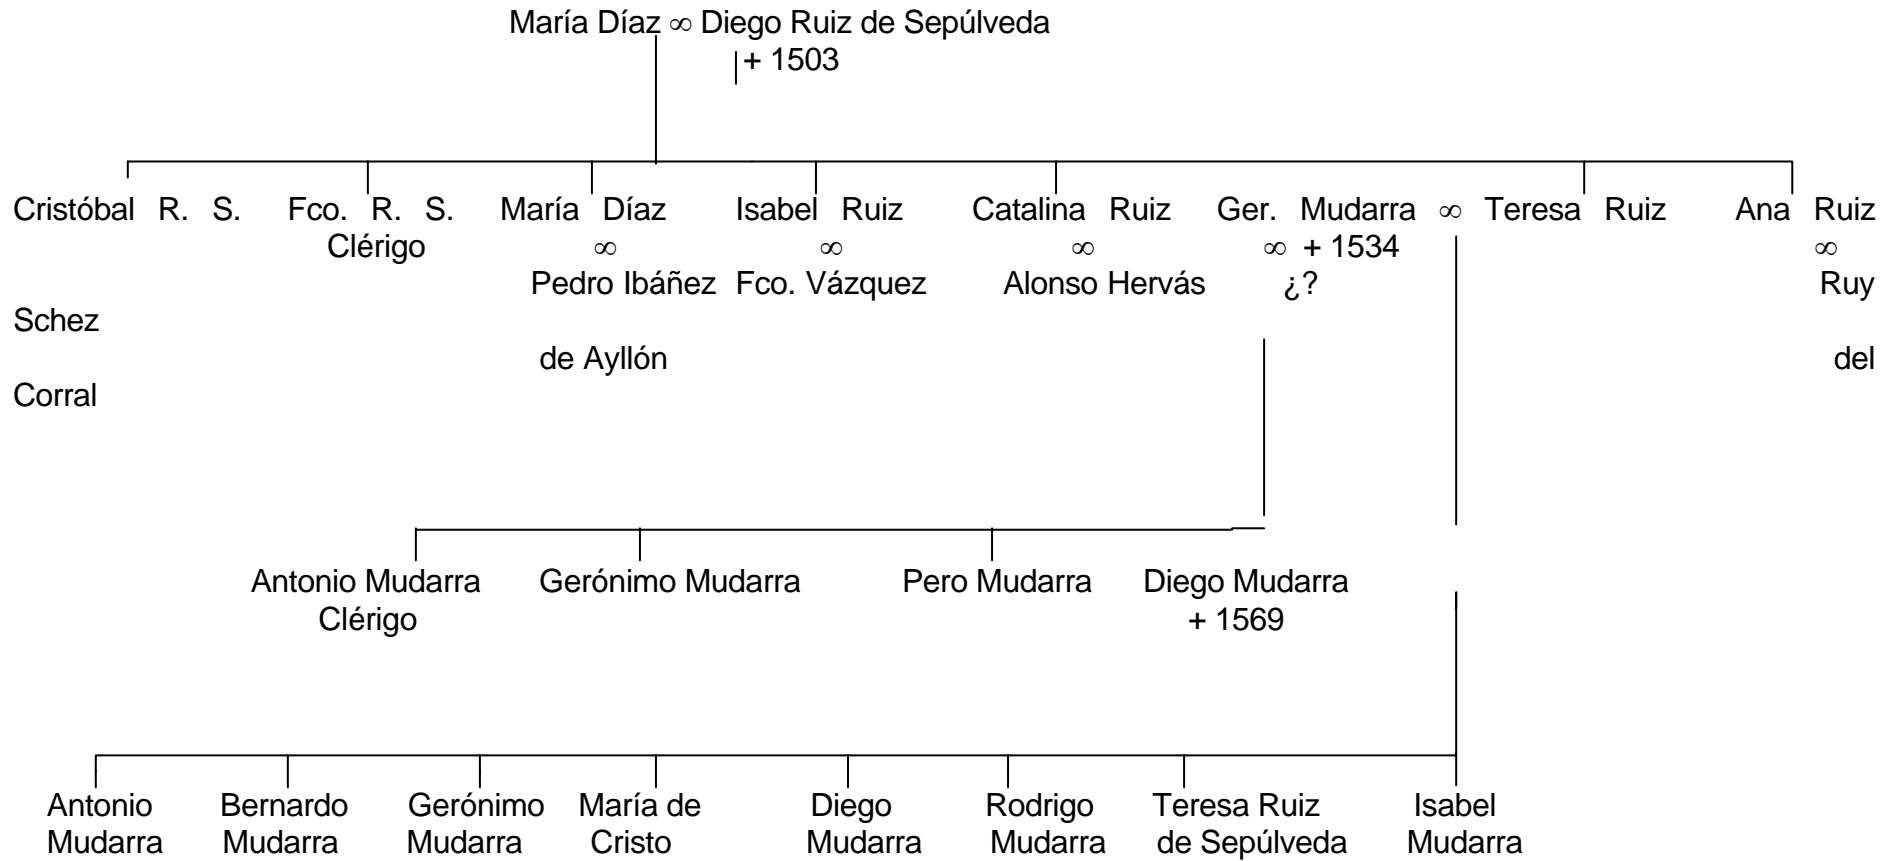 María Díaz ∞ Diego Ruiz de Sepúlveda
+ 1503
Cristóbal R. S. Fco. R. S. María Díaz Isabel Ruiz Catalina Ruiz Ger. Mudarra ∞ Teresa Ruiz Ana Ruiz
Clérigo ∞ ∞ ∞ ∞ + 1534 ∞
Pedro Ibáñez Fco. Vázquez Alonso Hervás ¿? Ruy
Schez
de Ayllón del
Corral
Antonio Mudarra Gerónimo Mudarra Pero Mudarra Diego Mudarra
Clérigo + 1569
Antonio Bernardo Gerónimo María de Diego Rodrigo Teresa Ruiz Isabel
Mudarra Mudarra Mudarra Cristo Mudarra Mudarra de Sepúlveda Mudarra